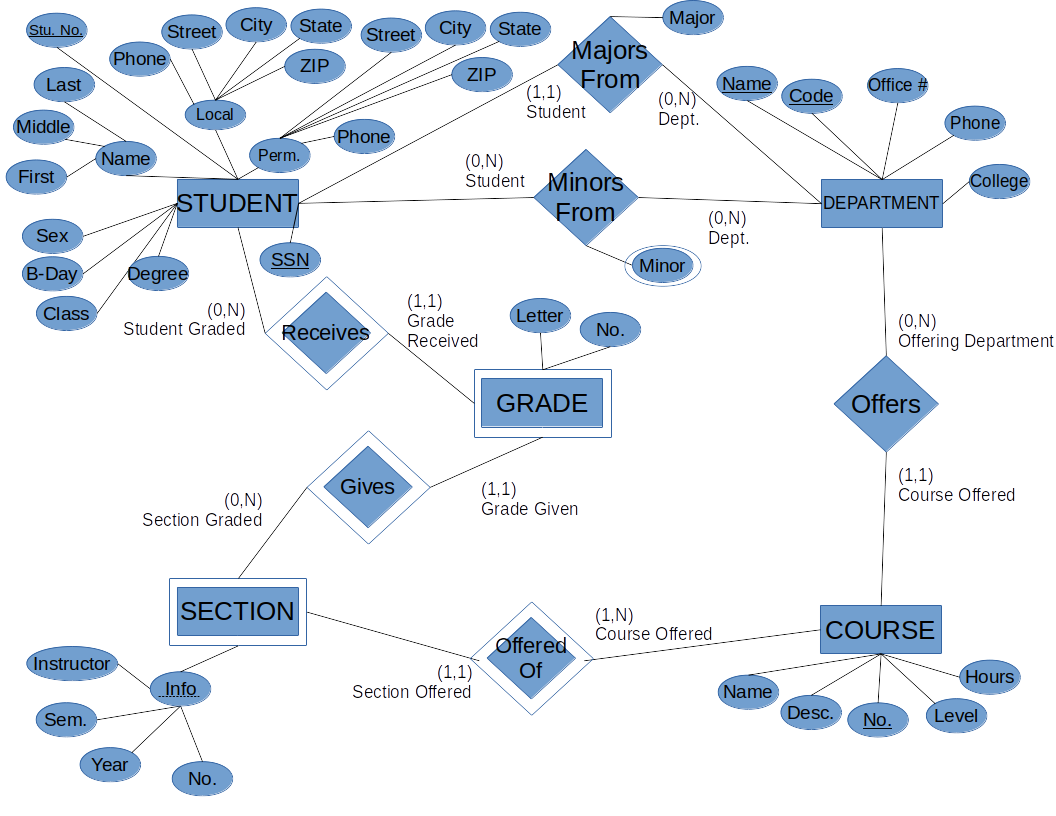 Stu. No.
Street
City
State
Phone
ZIP
Last
Local
Middle
Name
First
Street
City
State
ZIP
Phone
Perm.
Majors
From
Major
(1,1)
Student
(0,N)
Dept.
Name
Code
Office #
Phone
College
STUDENT
(0,N)
Student
Minors
From
(0,N)
Dept.
Minor
DEPARTMENT
Sex
B-Day
Class
Degree
SSN
(0,N)
Student Graded
Receives
(1,1)
Grade
Received
Letter
No.
GRADE
(0,N)
Offering Department
Offers
(1,1)
Course Offered
Gives
(0,N)
Section Graded
(1,1)
Grade Given
SECTION
Offered
Of
(1,N)
Course Offered
(1,1)
Section Offered
COURSE
Instructor
Info
Sem.
Year
No.
Name
Desc.
No.
Level
Hours